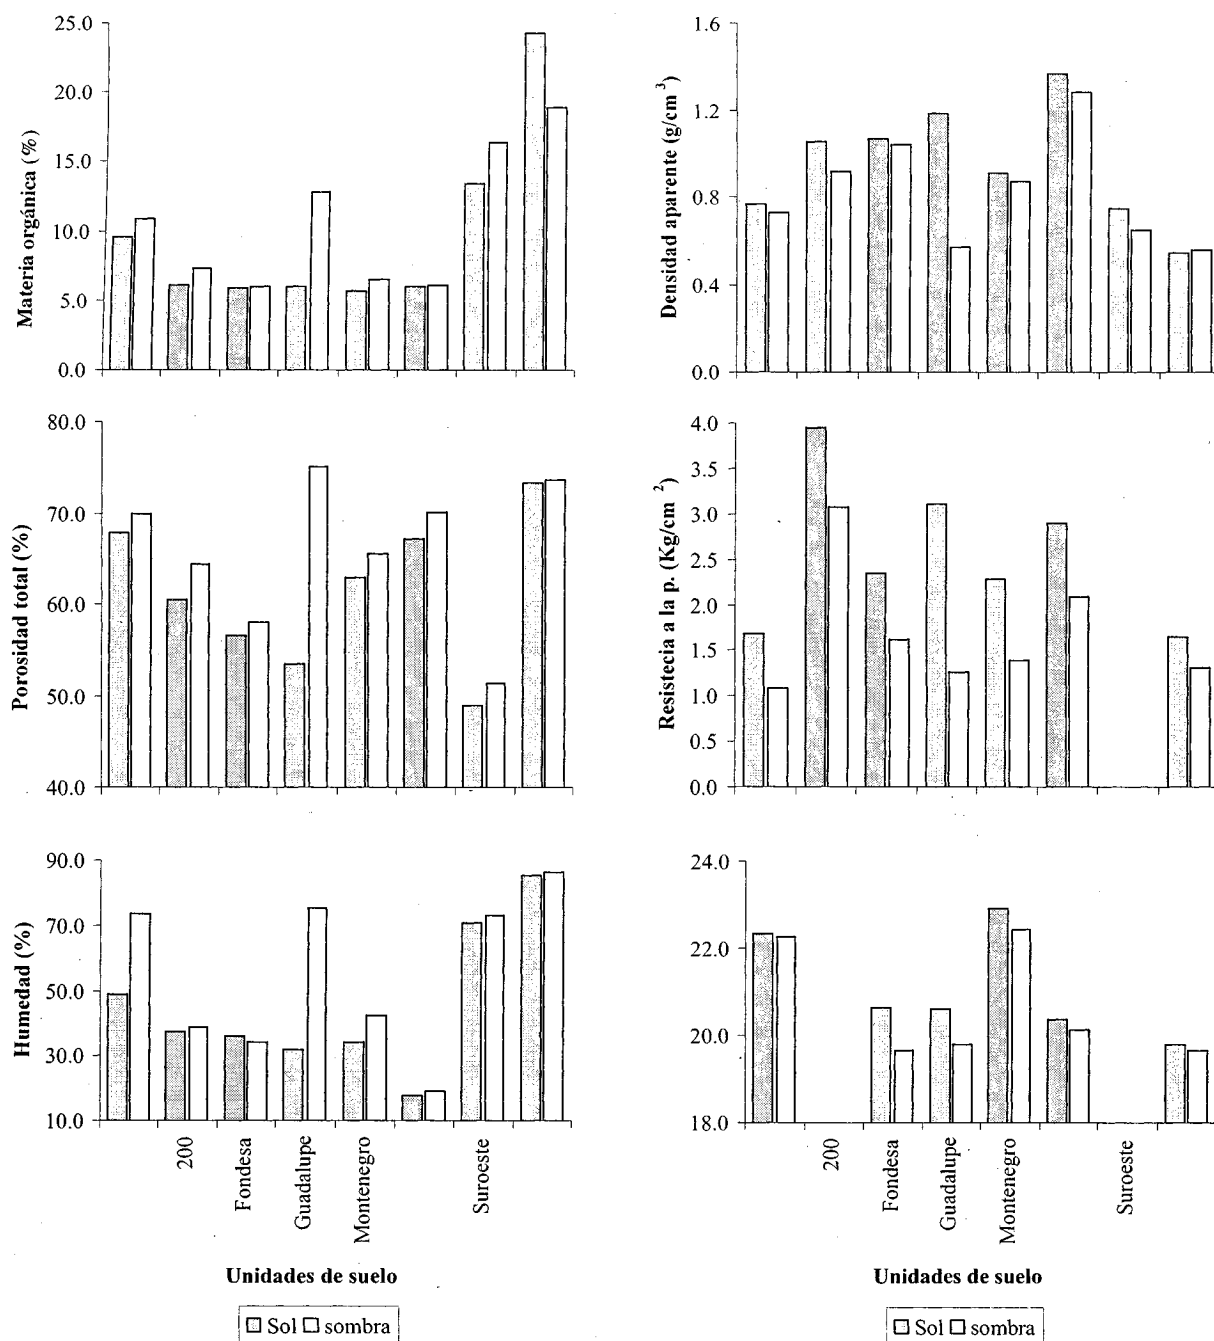 25.0
20.0
15.0
10.0
5.0
0.0
Materia orgánica (%)
1.6
1.2
0.8
0.4
0.0
Densidad aparente (g/cm 3)
80.0
70.0
60.0
50.0
40.0
Porosidad total (%)
4.0
3.5
3.0
2.5
2.0
1.5
1.0
0.5
0.0
Resistecia a la p. (Kg/cm 2)
90.0
70.0
50.0
30.0
10.0
Humedad (%)
200
Fondesa
Guadalupe
Montenegro
Suroeste
Unidades de suelo
Sol sombra
24.0
22.0
20.0
18.0
200
Fondesa
Guadalupe
Montenegro
Suroeste
Unidades de suelo
Sol sombra